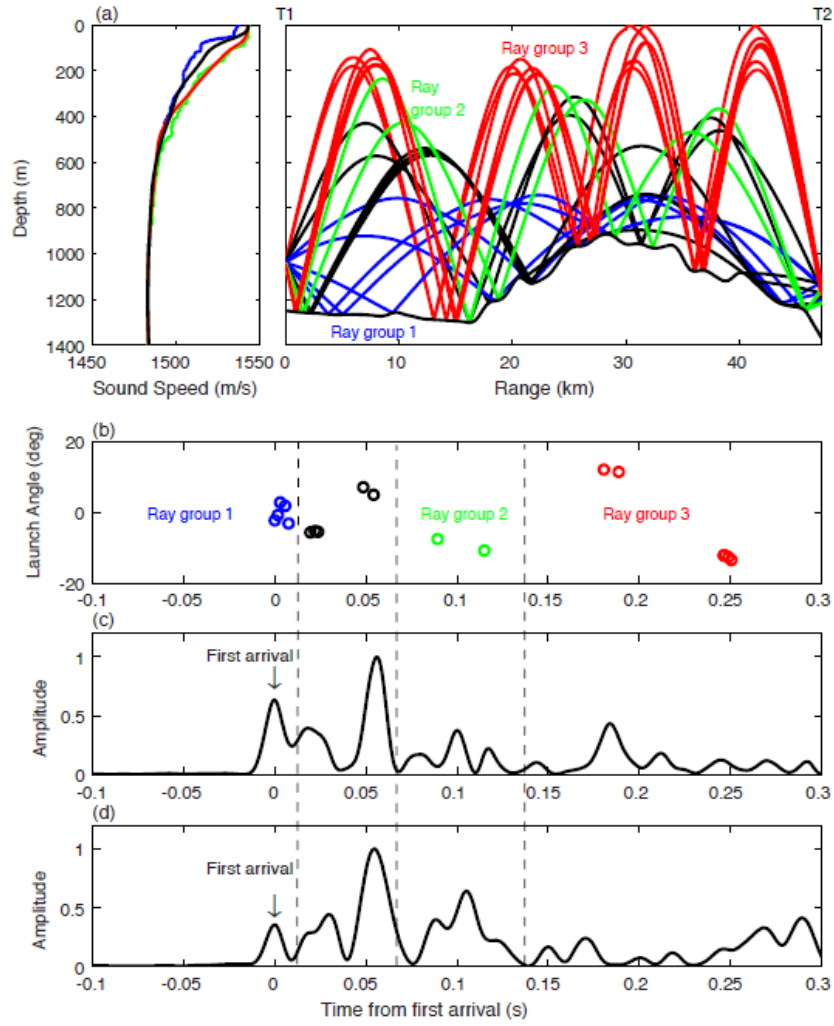 (a)
T1
T2
0
200
400
600
800
1000
1200
1400
Depth (m)
1450
1500
1550
Sound Speed (m/s)
Ray group 3
Ray
group 2
Ray group 1
0
10
20
30
40
Range (km)
(b)
20
0
-20
Launch Angle (deg)
Ray group 1
Ray group 2
Ray group 3
-0.1
-0.05
0
0.05
0.1
0.15
0.2
0.25
0.3
(c)
1
0.5
0
Amplitude
First arrival
-0.1
-0.05
0
0.05
0.1
0.15
0.2
0.25
0.3
(d)
1
0.5
0
Amplitude
First arrival
-0.1
-0.05
0
0.05
0.1
0.15
0.2
0.25
0.3
Time from first arrival (s)